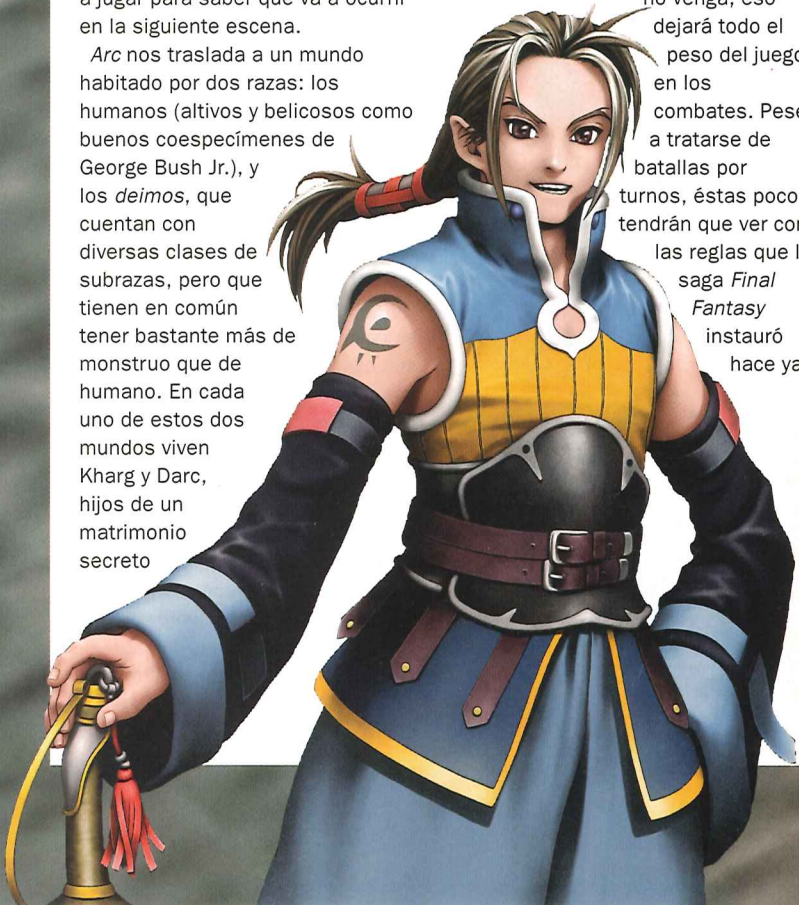 a jugar para saber qué va a ocurrir
en la siguiente escena.
Arc nos traslada a un mundo
habitado por dos razas: los
humanos (altivos y belicosos como
buenos coespecímenes de
George Bush Jr.), y
los deimos, que
cuentan con
diversas clases de
subrazas, pero que
tienen en común
tener bastante más de
monstruo que de
humano. En cada
uno de estos dos
mundos viven
Kharg y Darc,
hijos de un
matrimonio
secreto
no venga, eso
dejará todo el
peso del juego
en los
combates. Pese
a tratarse de
batallas por
turnos, éstas poco
tendrán que ver con
las reglas que
saga Final
Fantasy
instauró
hace ya